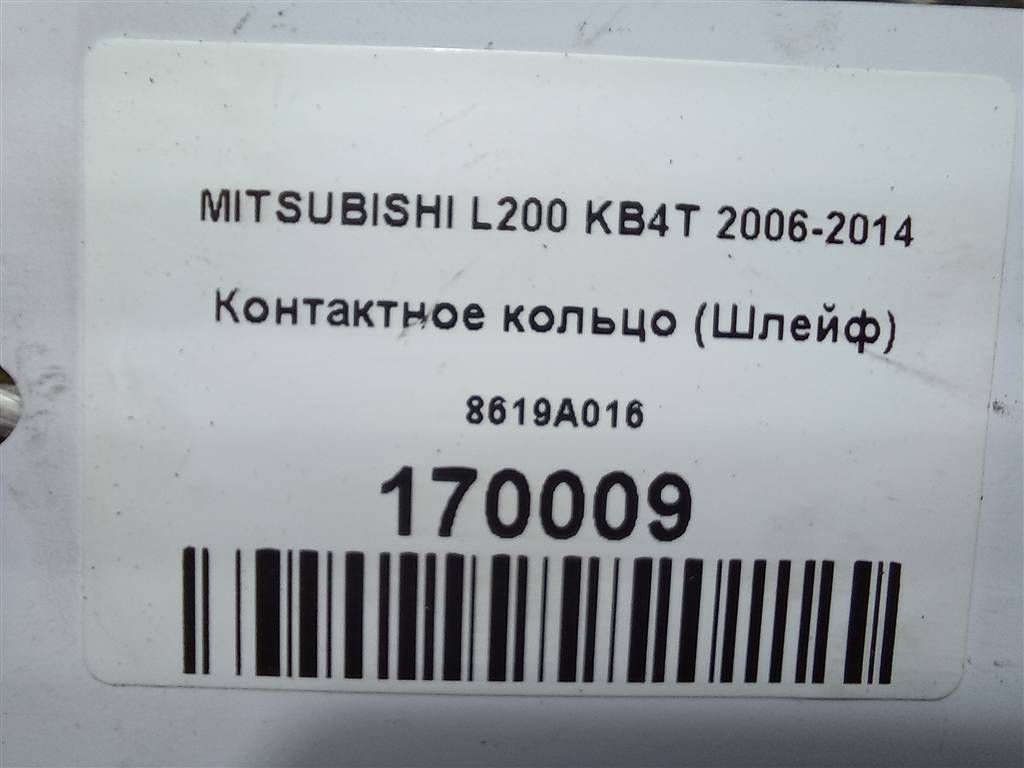 MITSUBISHI L200 KB4T 2006-2014
Контактное кольцо (Шлейф)
8619A016
170009